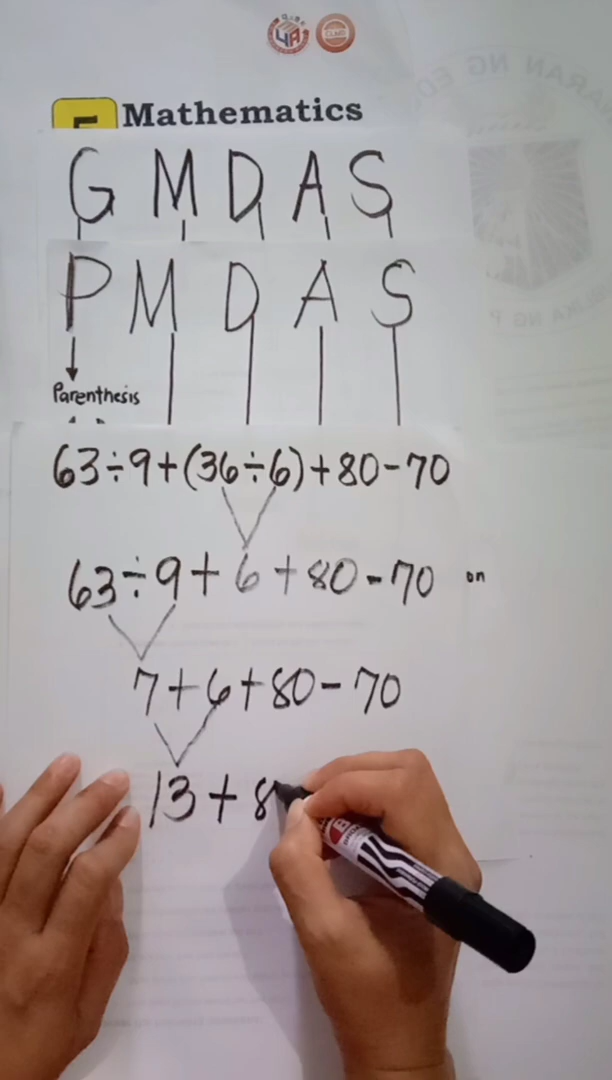 Mathematics
G M D A S
P M D A S
Parenthesis
63÷9+(36÷6)+80-70
63÷9+6+80-70 on
7+6+80-70
13+8